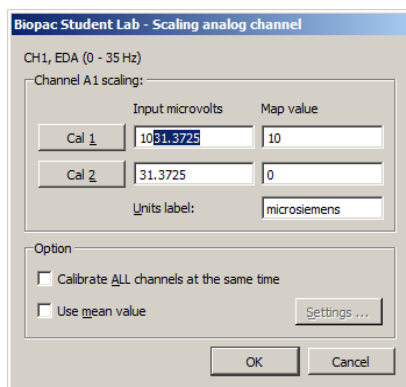 Biopac Student Lab - Scaling analog channel
CH1, EDA (0 - 35 Hz)
Channel A1 scaling:
Input microvolts Map value
Cal 1 1031.3725 10
Cal 2 31.3725 0
Units label: microsiemens
Option
Calibrate ALL channels at the same time
Use mean value Settings ...
OK Cancel